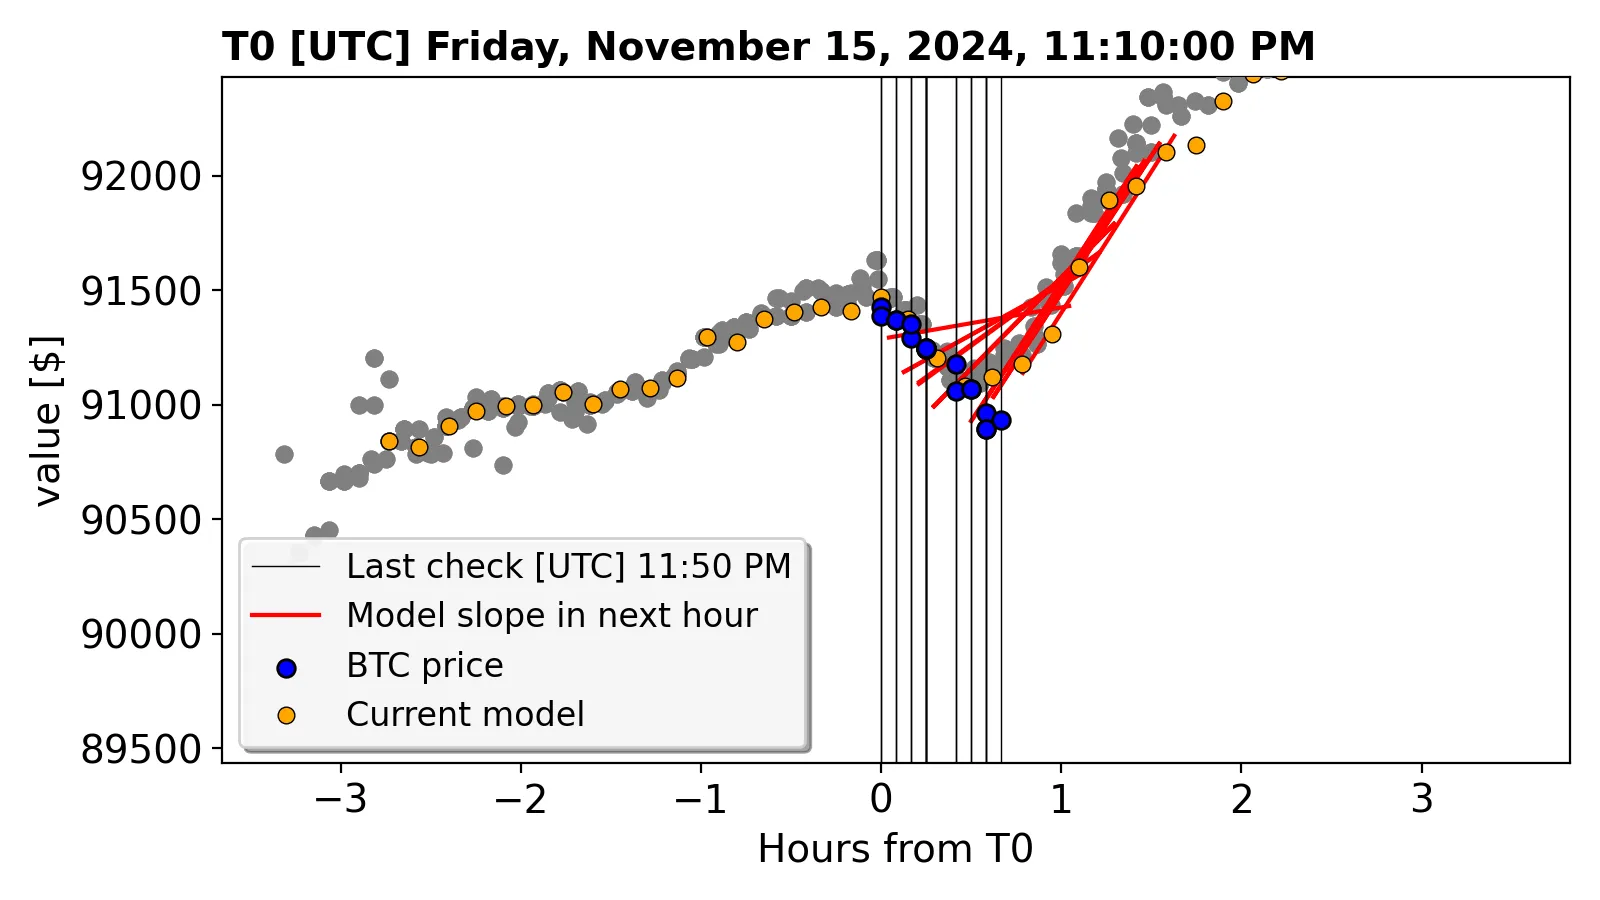 T0 [UTC] Friday, November 15, 2024, 11:10:00 PM
92000
91500
91000
90500
90000
89500
value [$]
Last check [UTC] 11:50 PM
Model slope in next hour
BTC price
Current model
−3 −2 −1 0 1 2 3
Hours from T0